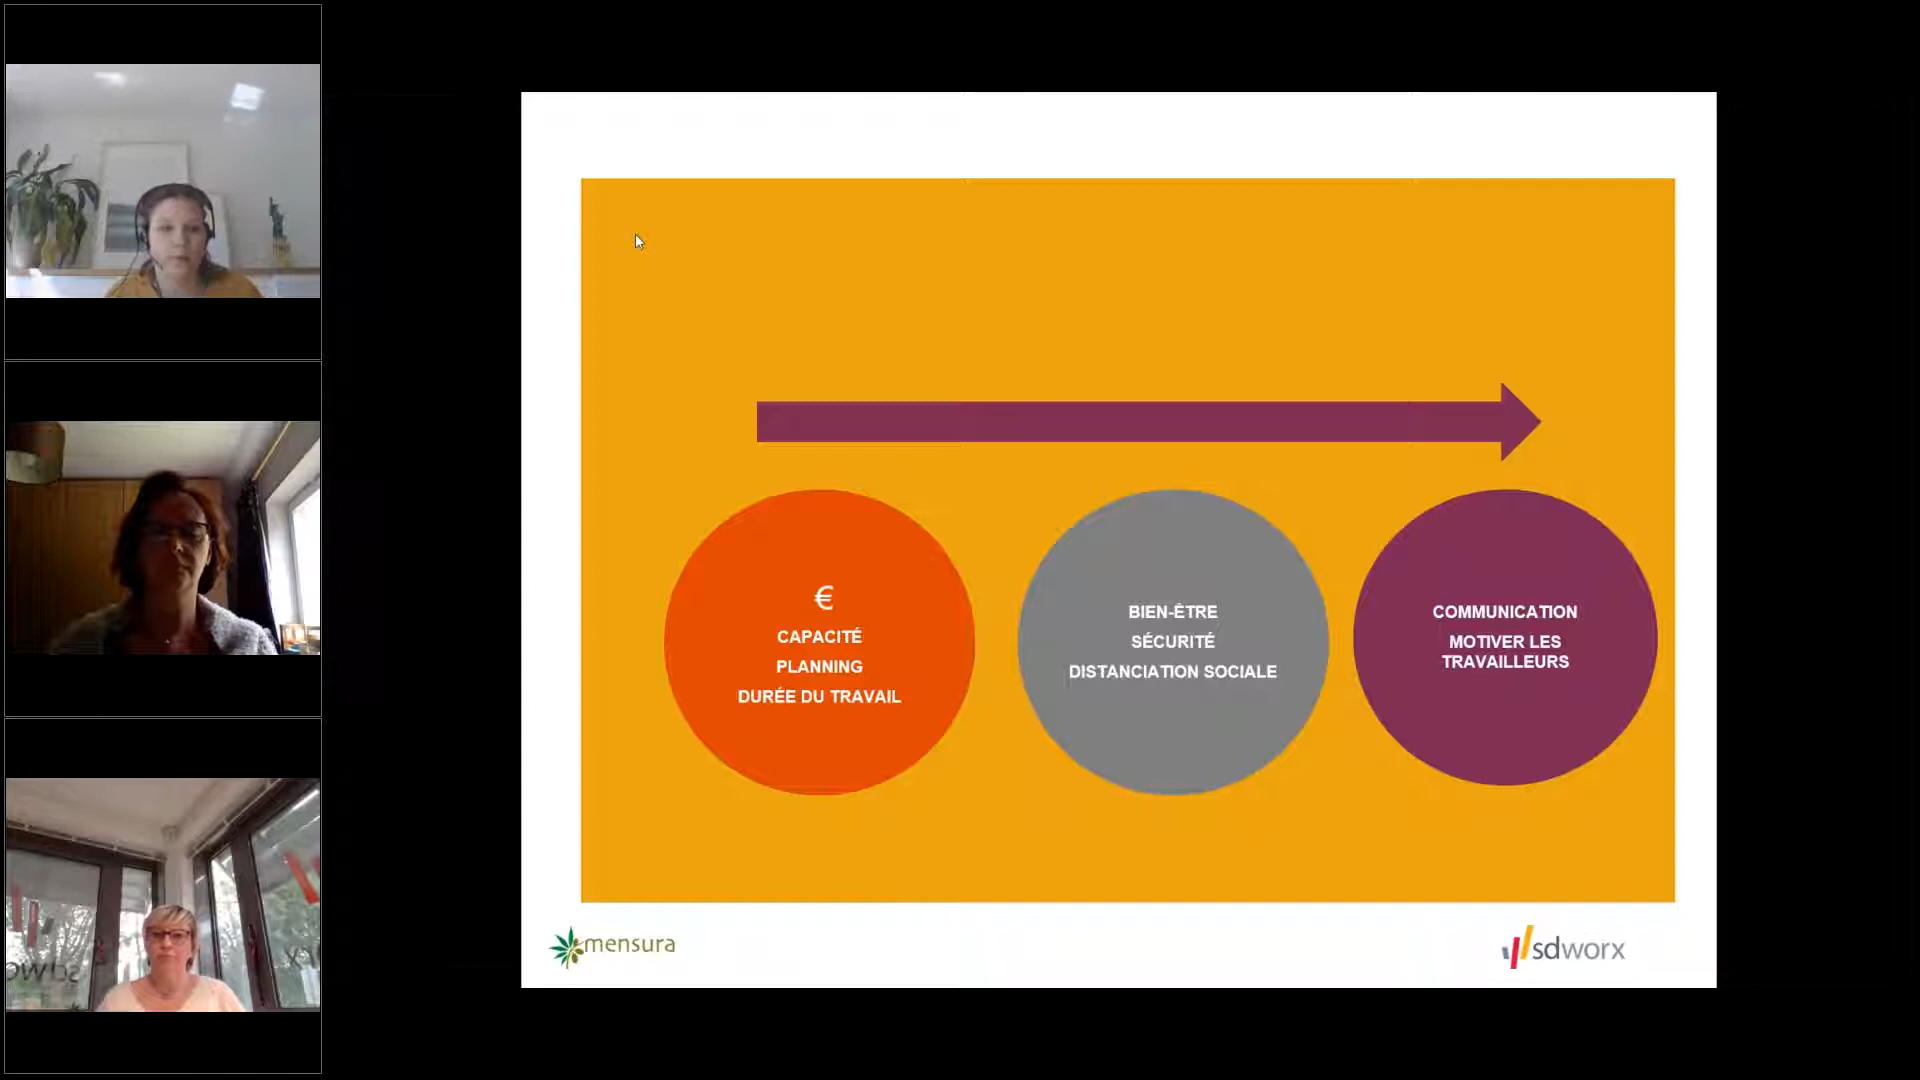 €
CAPACITÉ
PLANNING
DURÉE DU TRAVAIL
BIEN-ÊTRE
SÉCURITÉ
DISTANCIATION SOCIALE
COMMUNICATION
MOTIVER LES
TRAVAILLEURS
mensura
sdworx